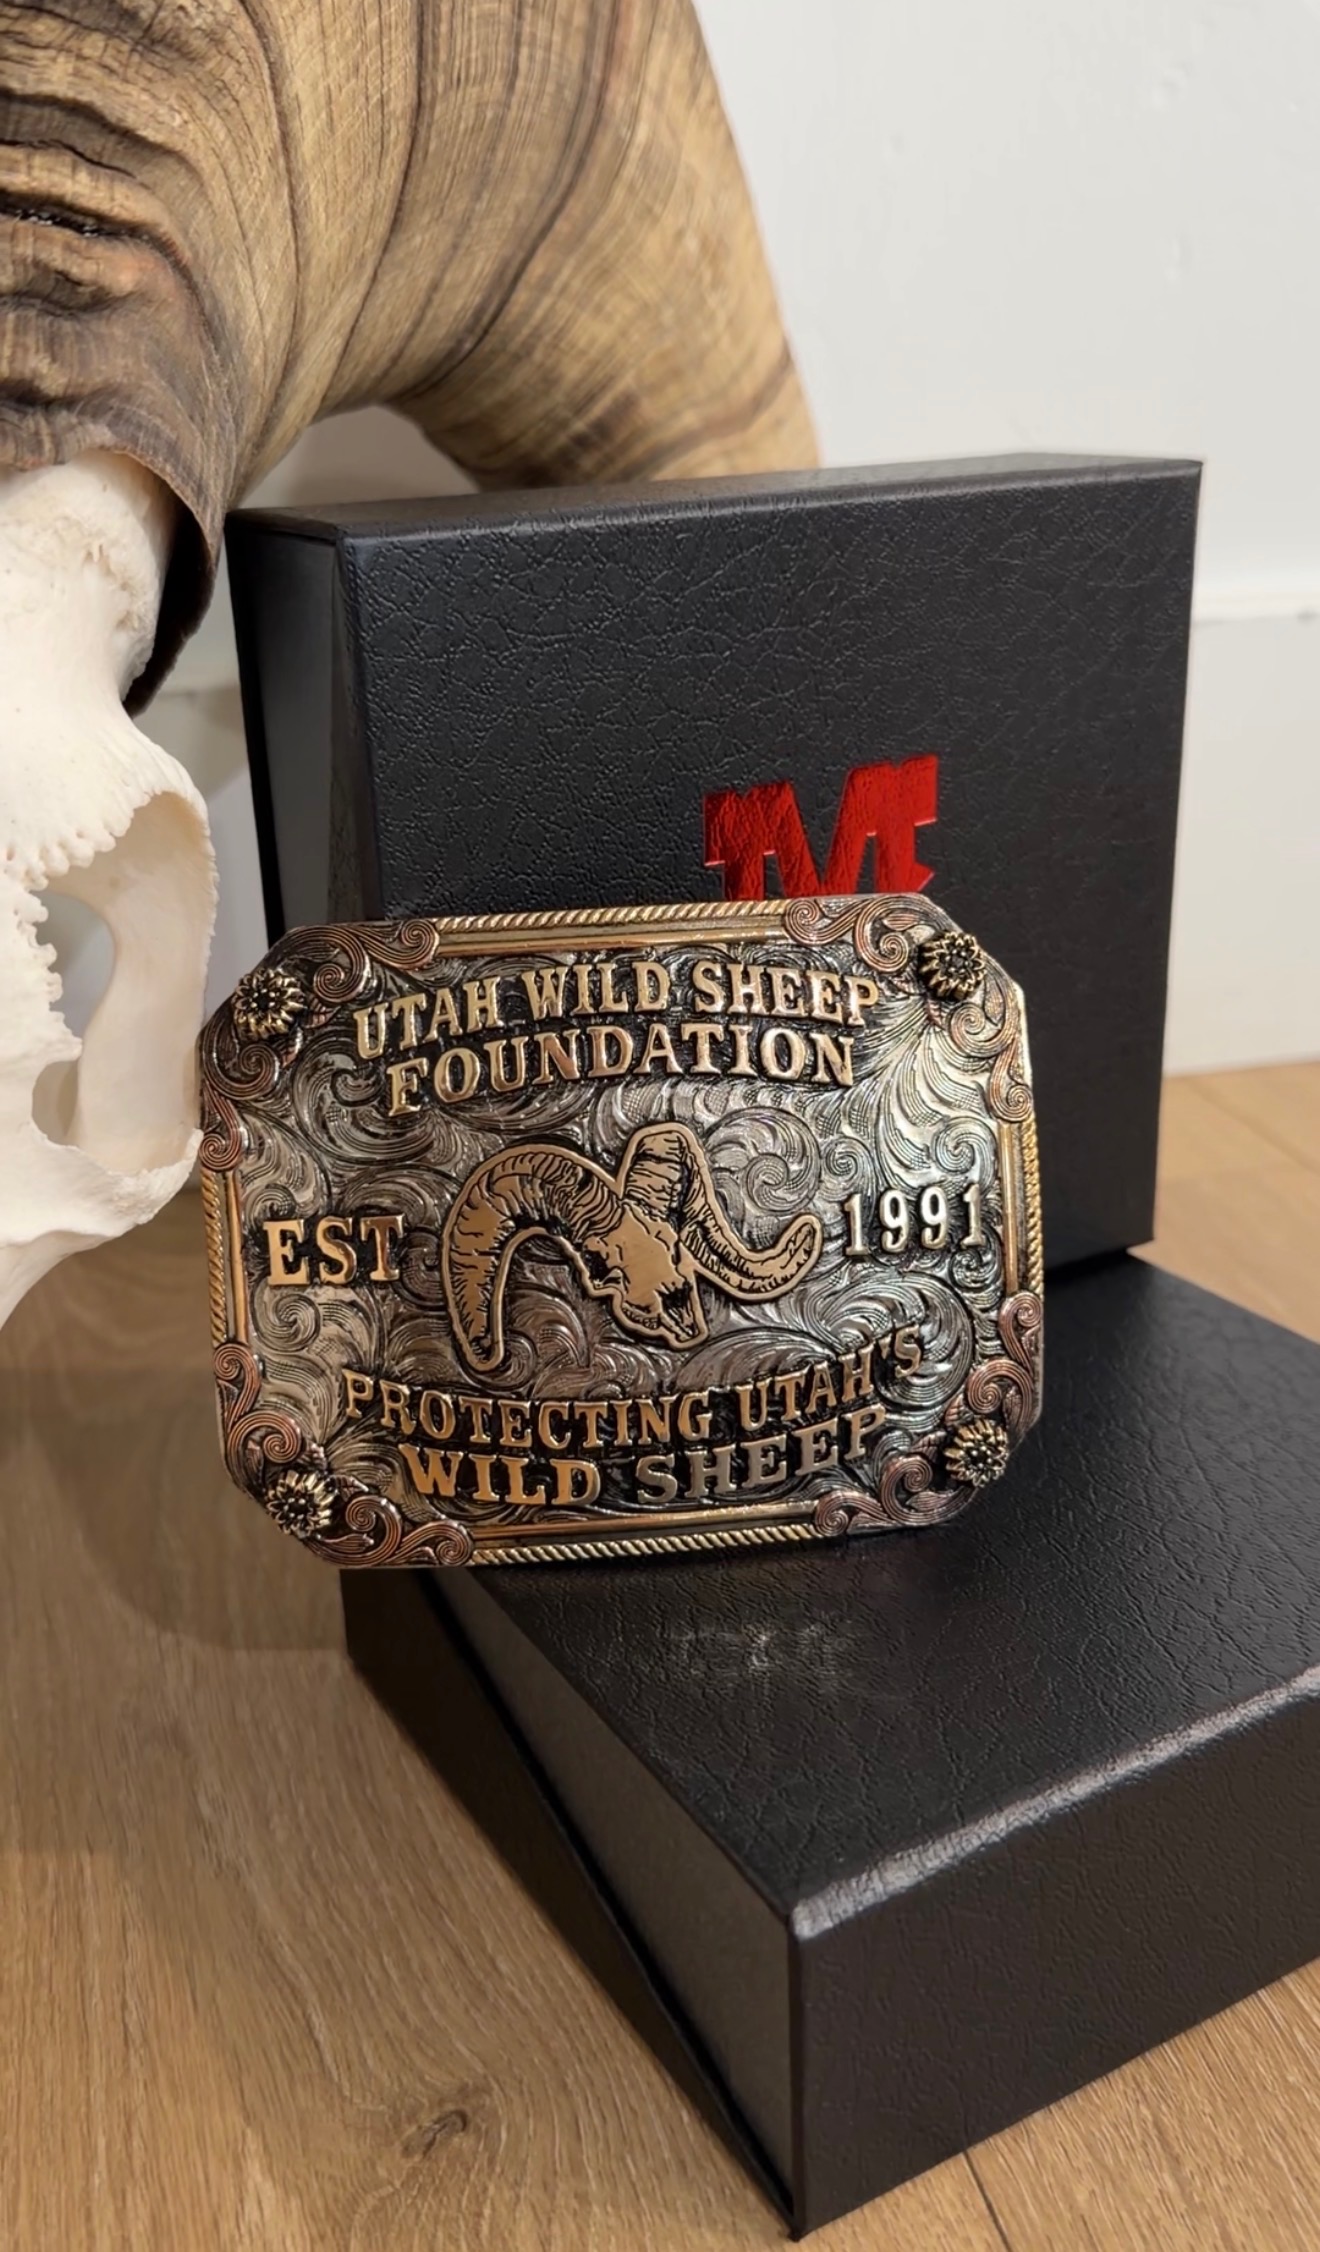 UTAH WILD SHEEP
FOUNDATION
EST 1991
PROTECTING UTAH'S
WILD SHEEP